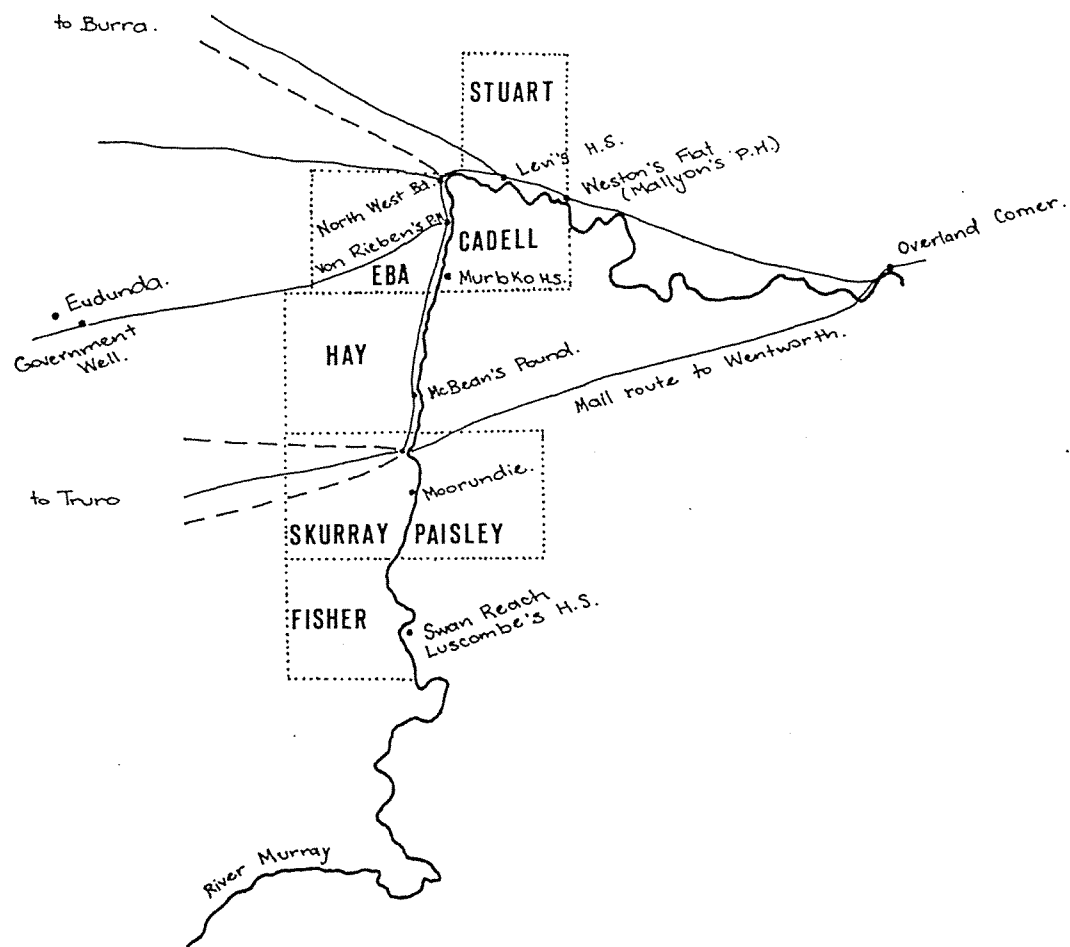 to Burra.
STUART
Levi's H.S.
Weston's Flat
(Mallyon's P.H.)
North West Bd.
Von Rieben's P.H.
CADELL
Overland Corner.
EBA
Murbko H.S.
Eudunda.
Government
Well.
HAY
McBean's Pound.
Mail route to Wentworth.
to Truro
Moorundie.
SKURRAY
PAISLEY
FISHER
Swan Reach
Luscombe's H.S.
River Murray